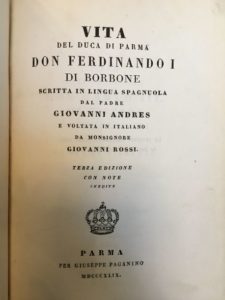 VITA
DEL DUCA DI PARMA
DON FERDINANDO I
DI BORBONE
SCRITTA IN LINGUA SPAGNUOLA
DAL PADRE
GIOVANNI ANDRES
E VOLTATA IN ITALIANO
DA MONSIGNORE
GIOVANNI ROSSI.
TERZA EDIZIONE
CON NOTE
INEDITE
PARMA
PER GIUSEPPE PAGANINO
MDCCCXLIX.